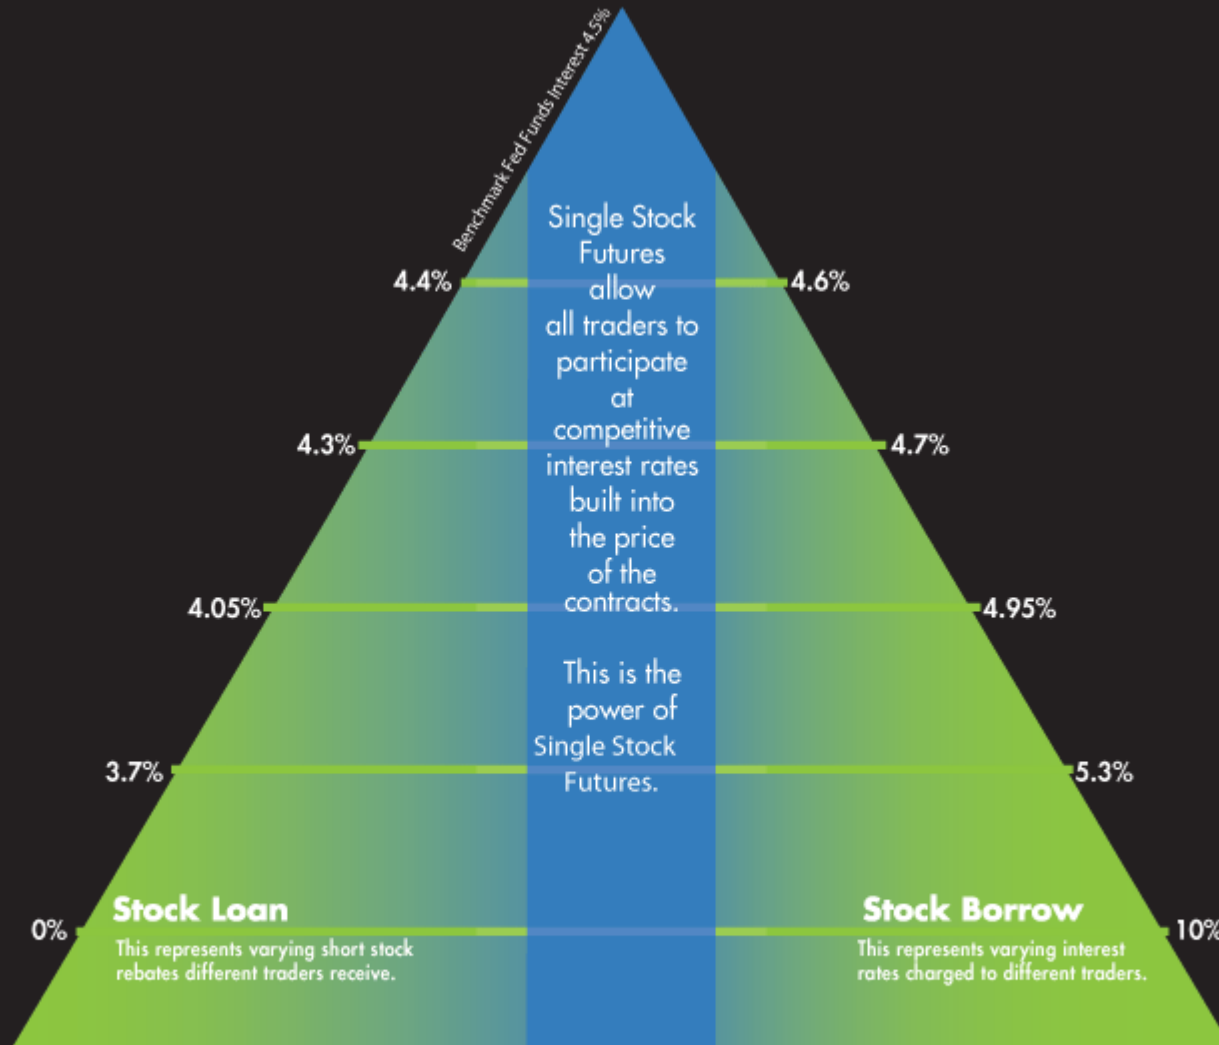 Benchmark Fed Funds Interest 4.5%
Single Stock
Futures
allow
all traders to
participate
at
competitive
interest rates
built into
the price
of the
contracts.
This is the
power of
Single Stock
Futures.
4.4%
4.6%
4.3%
4.7%
4.05%
4.95%
3.7%
5.3%
0%
10%
Stock Loan
This represents varying short stock
rebates different traders receive.
Stock Borrow
This represents varying interest
rates charged to different traders.